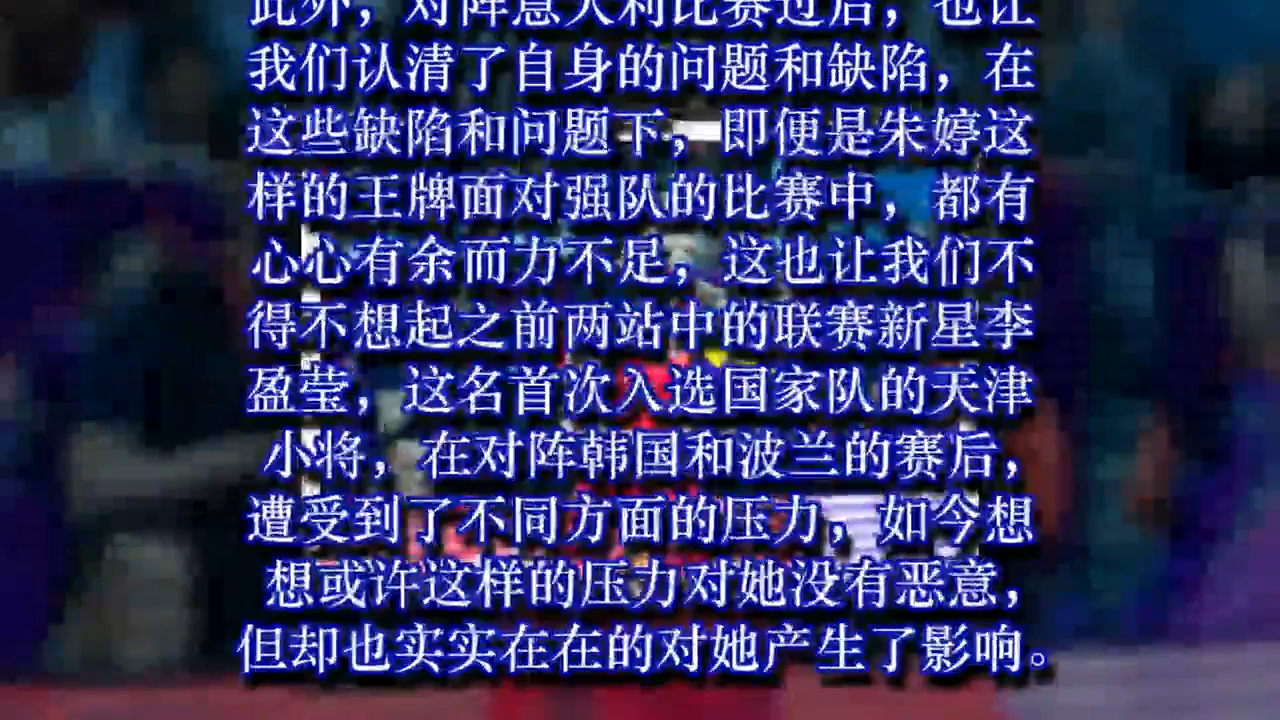 此外，对阵意大利比赛过后，也让
我们认清了自身的问题和缺陷，在
这些缺陷和问题下，即便是朱婷这
样的王牌面对强队的比赛中，都有
心心有余而力不足，这也让我们不
得不想起之前两站中的联赛新星李
盈莹，这名首次入选国家队的天津
小将，在对阵韩国和波兰的赛后，
遭受到了不同方面的压力，如今想
想或许这样的压力对她没有恶意，
但却也实实在在的对她产生了影响。